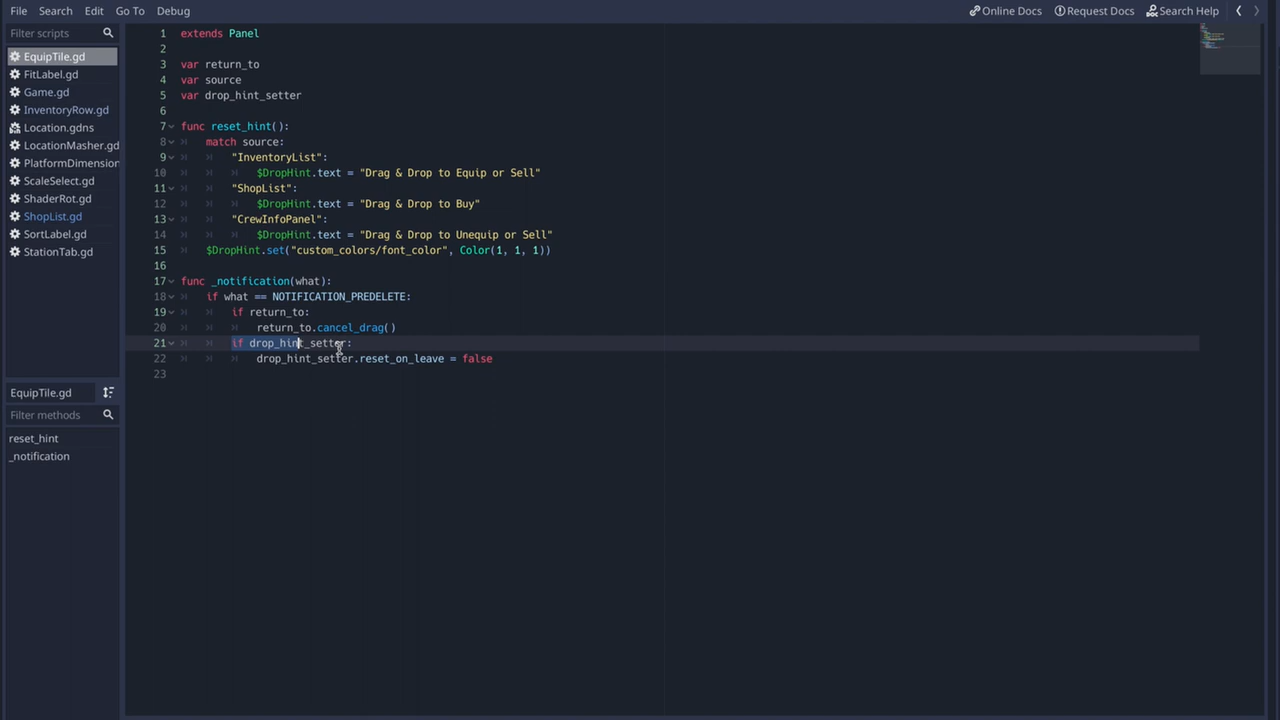 File Search Edit Go To Debug Online Docs Request Docs Search Help
Filter scripts
EquipTile.gd
FitLabel.gd
Game.gd
InventoryRow.gd
Location.gdns
LocationMasher.gd
PlatformDimension
ScaleSelect.gd
ShaderRot.gd
ShopList.gd
SortLabel.gd
StationTab.gd
EquipTile.gd
Filter methods
reset_hint
_notification
1 extends Panel
2
3 var return_to
4 var source
5 var drop_hint_setter
6
7 func reset_hint():
8 match source:
9 "InventoryList":
10 $DropHint.text = "Drag & Drop to Equip or Sell"
11 "ShopList":
12 $DropHint.text = "Drag & Drop to Buy"
13 "CrewInfoPanel":
14 $DropHint.text = "Drag & Drop to Unequip or Sell"
15 $DropHint.set("custom_colors/font_color", Color(1, 1, 1))
16
17 func _notification(what):
18 if what == NOTIFICATION_PREDELETE:
19 if return_to:
20 return_to.cancel_drag()
21 if drop_hint_setter:
22 drop_hint_setter.reset_on_leave = false
23